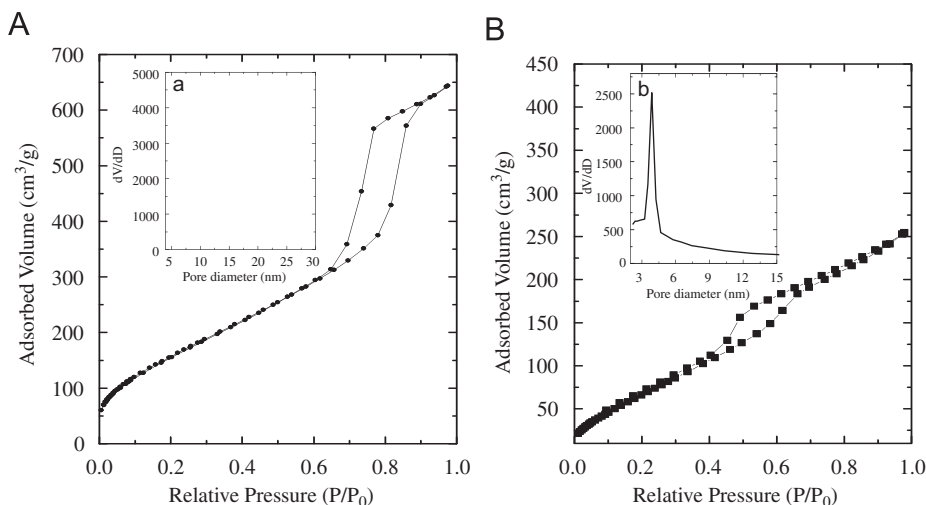 A
700
600
500
400
300
200
100
0
Adsorbed Volume (cm³/g)
0.0 0.2 0.4 0.6 0.8 1.0
Relative Pressure (P/P₀)
a
5000
4000
3000
2000
1000
0
dV/dD
5 10 15 20 25 30
Pore diameter (nm)
B
450
400
350
300
250
200
150
100
50
Adsorbed Volume (cm³/g)
0.0 0.2 0.4 0.6 0.8 1.0
Relative Pressure (P/P₀)
b
2500
2000
1500
1000
500
0
dV/dD
3 6 9 12 15
Pore diameter (nm)